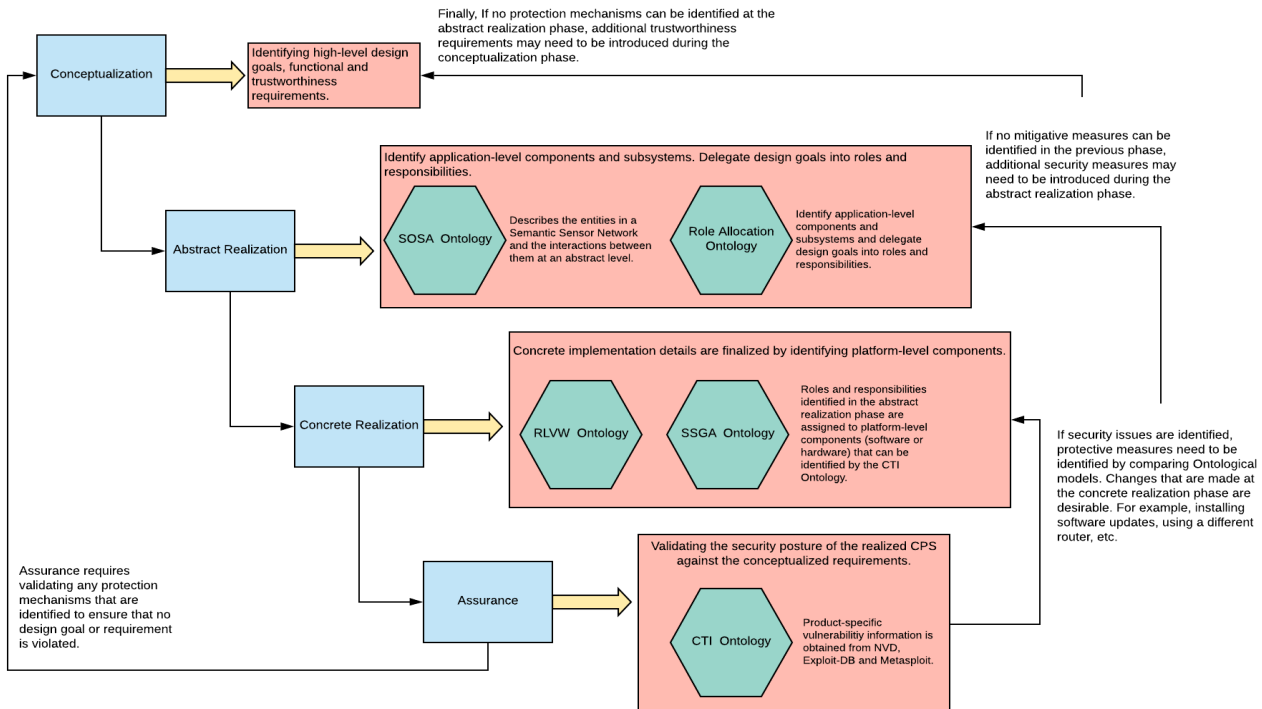 Finally, If no protection mechanisms can be identified at the
abstract realization phase, additional trustworthiness
requirements may need to be introduced during the
conceptualization phase.
Conceptualization
Identifying high-level design
goals, functional and
trustworthiness
requirements.
If no mitigative measures can be
identified in the previous phase,
additional security measures may
need to be introduced during the
abstract realization phase.
Identify application-level components and subsystems. Delegate design goals into roles and
responsibilities.
Abstract Realization
SOSA Ontology
Describes the entities in a
Semantic Sensor Network
and the interactions between
them at an abstract level.
Role Allocation
Ontology
Identify application-level
components and
subsystems and delegate
design goals into roles and
responsibilities.
Concrete implementation details are finalized by identifying platform-level components.
Concrete Realization
RLVW Ontology
SSGA Ontology
Roles and responsibilities
identified in the abstract
realization phase are
assigned to platform-level
components (software or
hardware) that can be
identified by the CTI
Ontology.
If security issues are identified,
protective measures need to be
identified by comparing Ontological
models. Changes that are made at
the concrete realization phase are
desirable. For example, installing
software updates, using a different
router, etc.
Validating the security posture of the realized CPS
against the conceptualized requirements.
Assurance
CTI Ontology
Product-specific
vulnerabilitiy information is
obtained from NVD,
Exploit-DB and Metasploit.
Assurance requires
validating any protection
mechanisms that are
identified to ensure that no
design goal or requirement
is violated.